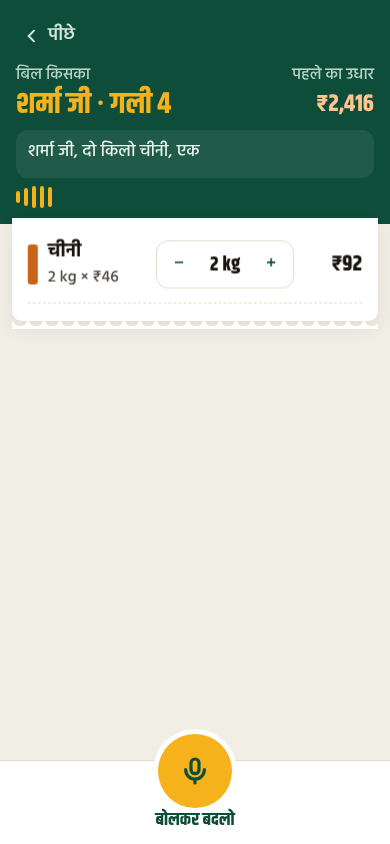 पीछे
बिल किसका
पहले का उधार
शर्मा जी · गली 4
₹2,416
शर्मा जी, दो किलो चीनी, एक
चीनी
2 kg × ₹46
− 2 kg +
₹92
बोलकर बदलो